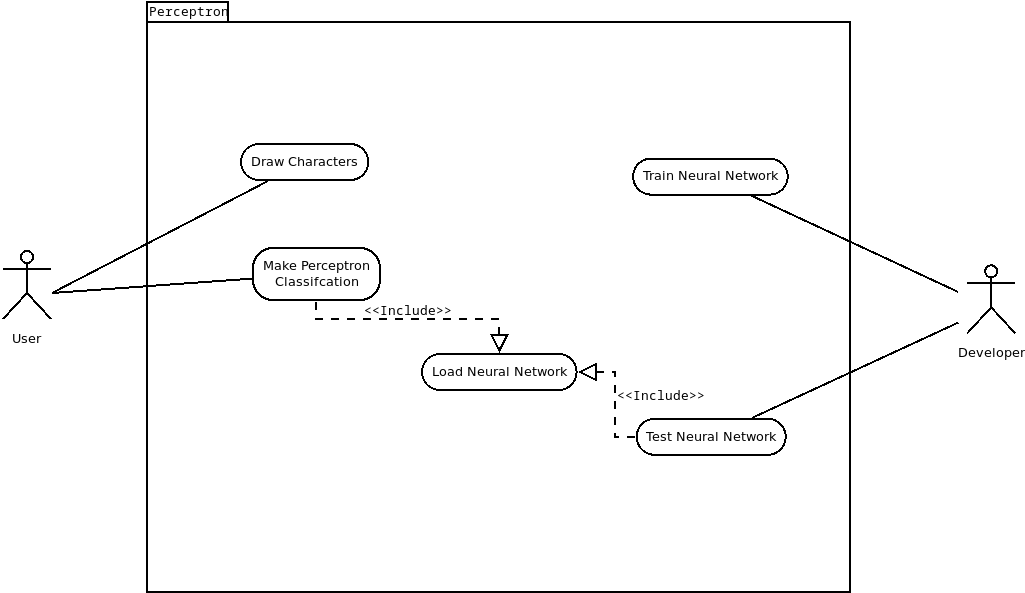 Perceptron
Draw Characters
Train Neural Network
Make Perceptron
Classifcation
<<Include>>
User
Developer
Load Neural Network
<<Include>>
Test Neural Network